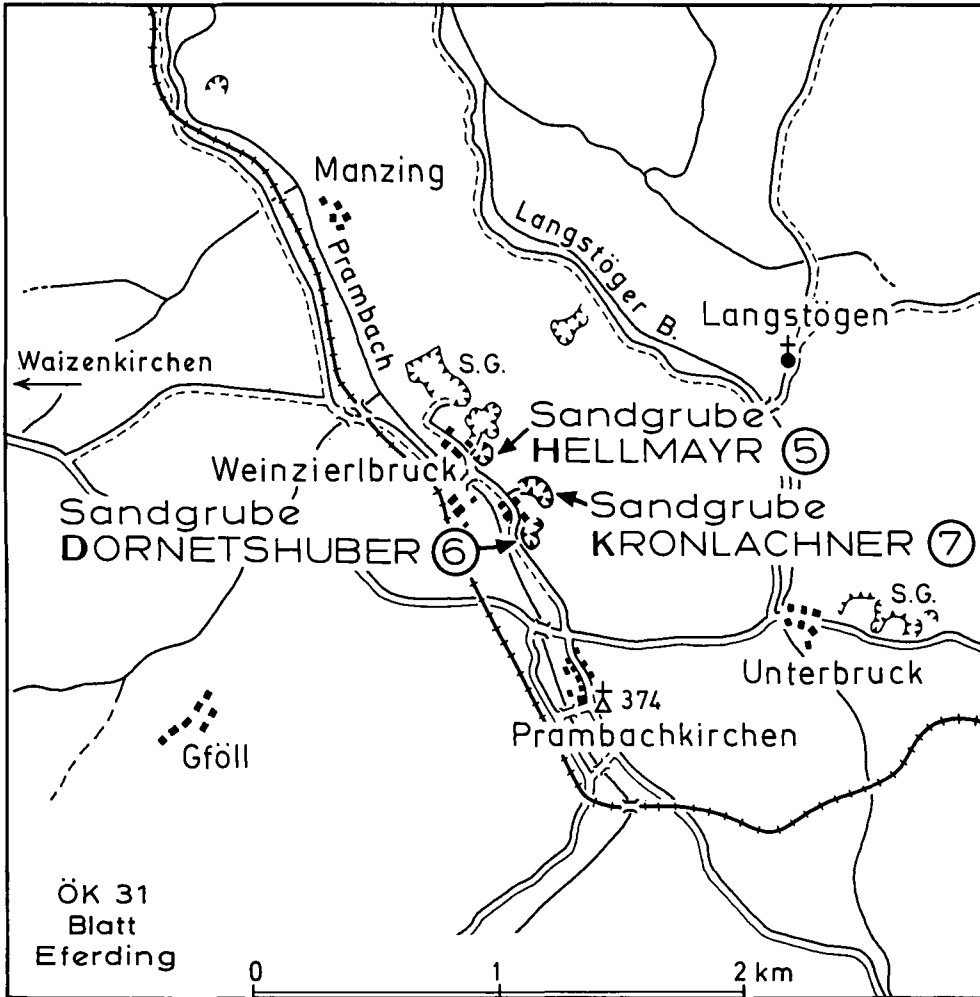 Manzing
Prambach
Langstöger B.
Langstögen
Waizenkirchen
S.G.
Sandgrube
HELLMAYR 5
Weinzierlbruck
Sandgrube
DORNETSHUBER 6
Sandgrube
KRONLACHNER 7
S.G.
Unterbruck
374
Prambachkirchen
Gföll
ÖK 31
Blatt
Eferding
0 1 2 km